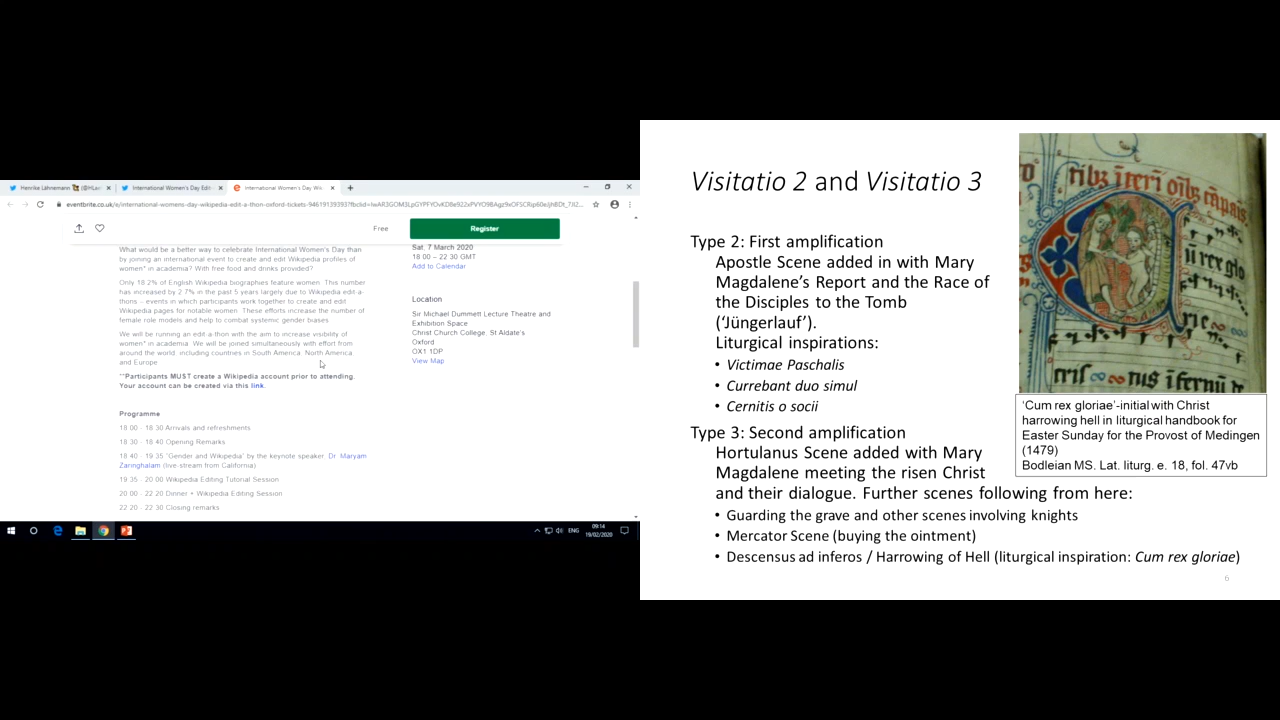 Henrike Lähnemann
International Women's Day Edi
International Women's Day Wik
Free
Register
What would be a better way to celebrate International Women's Day than
by joining an international event to create and edit Wikipedia profiles of
women* in academia? With free food and drinks provided?
Only 18.2% of English Wikipedia biographies feature women. This number
has increased by 2.7% in the past 5 years largely due to Wikipedia edit-a-
thons – events in which participants work together to create and edit
Wikipedia pages for notable women. These efforts increase the number of
female role models and help to combat systemic gender biases.
We will be running an edit-a-thon with the aim to increase visibility of
women* in academia. We will be joined simultaneously with effort from
around the world, including countries in South America, North America
and Europe.
**Participants MUST create a Wikipedia account prior to attending.
Your account can be created via this link.
Programme
18 00 - 18 30 Arrivals and refreshments
18 30 - 18 40 Opening Remarks
18 40 - 19 35 "Gender and Wikipedia" by the keynote speaker, Dr. Maryam
Zaringhalam (live-stream from California)
19 35 - 20 00 Wikipedia Editing Tutorial Session
20 00 - 22 20 Dinner + Wikipedia Editing Session
22 20 - 22 30 Closing remarks
Sat, 7 March 2020
18 00 – 22 30 GMT
Add to Calendar
Location
Sir Michael Dummett Lecture Theatre and
Exhibition Space
Christ Church College, St Aldate's
Oxford
OX1 1DP
View Map
ENG
09:14
19/02/2020
Visitatio 2 and Visitatio 3
Type 2: First amplification
Apostle Scene added in with Mary
Magdalene's Report and the Race of
the Disciples to the Tomb
('Jüngerlauf').
Liturgical inspirations:
• Victimae Paschalis
• Currebant duo simul
• Cernitis o socii
Type 3: Second amplification
Hortulanus Scene added with Mary
Magdalene meeting the risen Christ
and their dialogue. Further scenes following from here:
• Guarding the grave and other scenes involving knights
• Mercator Scene (buying the ointment)
• Descensus ad inferos / Harrowing of Hell (liturgical inspiration: Cum rex gloriae)
'Cum rex gloriae'-initial with Christ
harrowing hell in liturgical handbook for
Easter Sunday for the Provost of Medingen
(1479)
Bodleian MS. Lat. liturg. e. 18, fol. 47vb
6